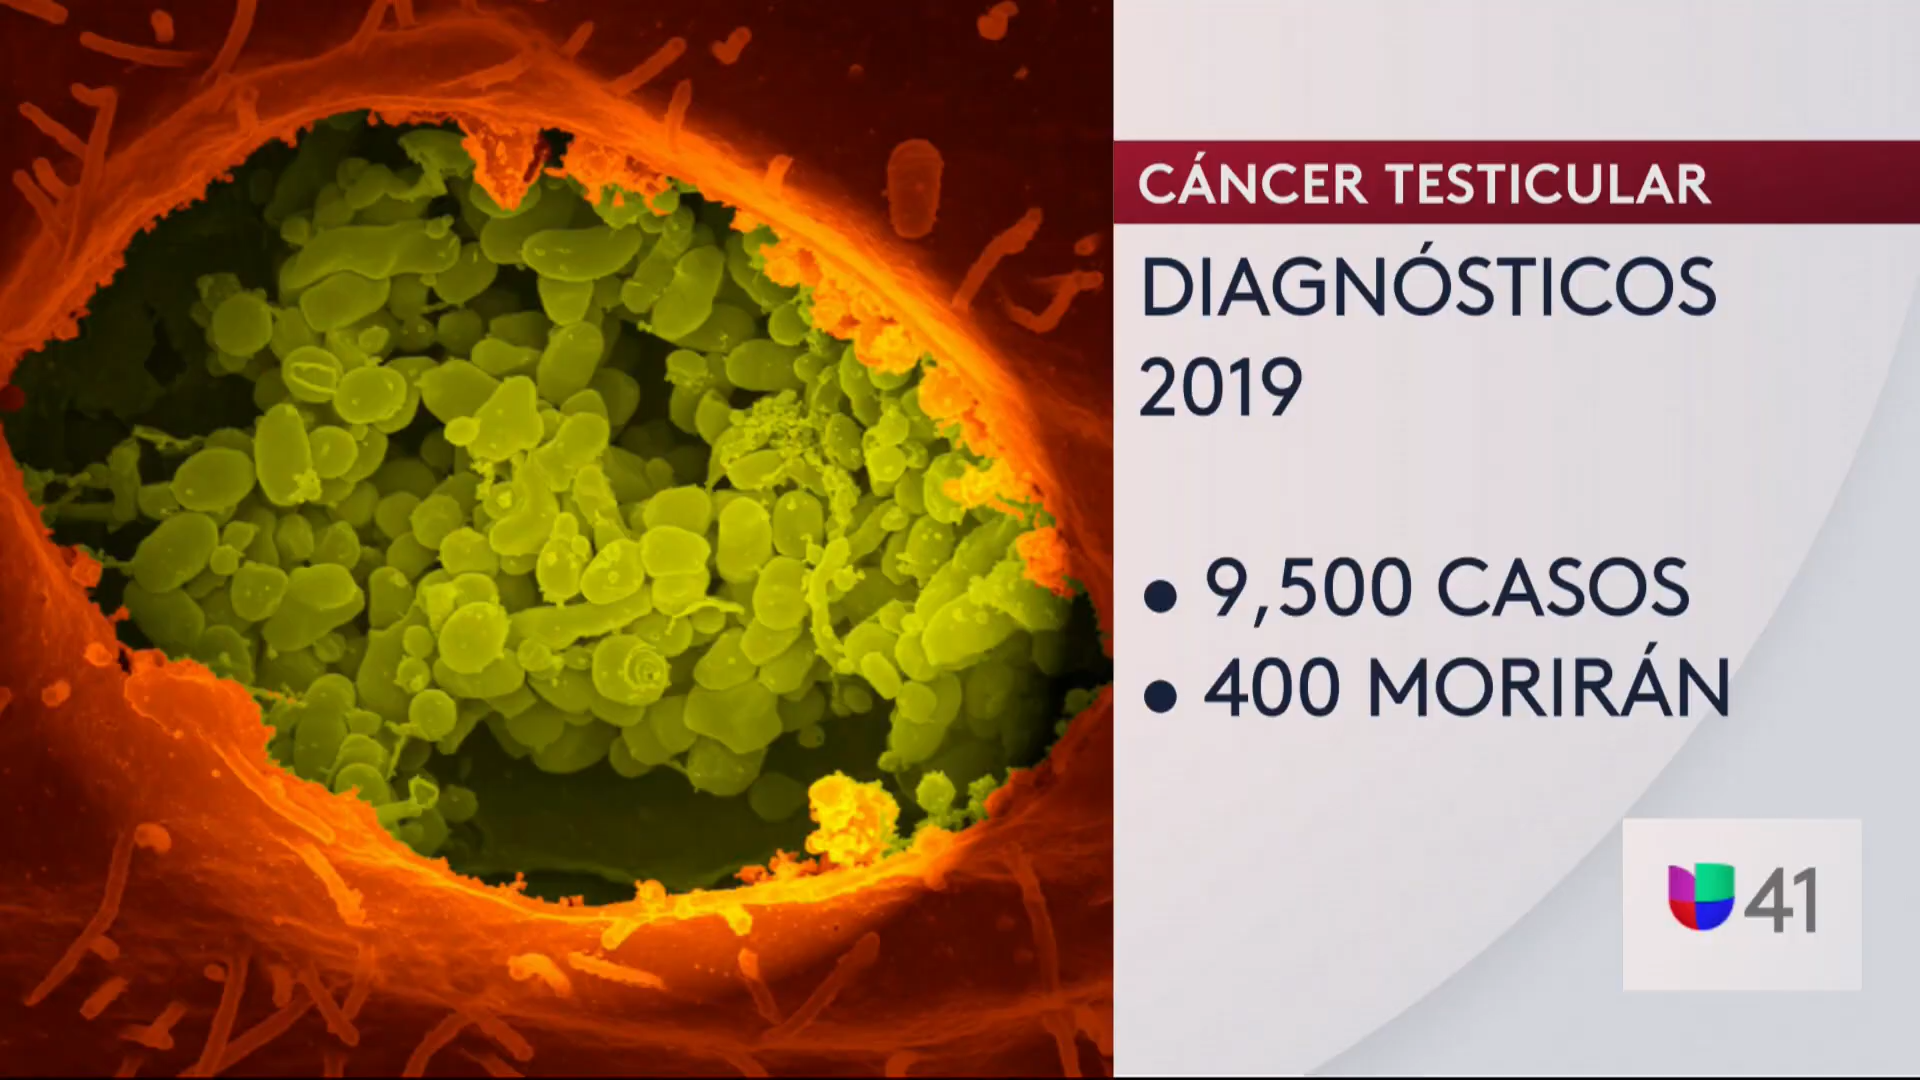 CÁNCER TESTICULAR
DIAGNÓSTICOS
2019
• 9,500 CASOS
• 400 MORIRÁN
41